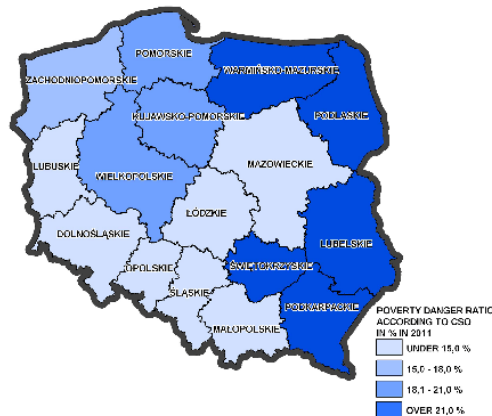 POMORSKIE
WARMIŃSKO-MAZURSKIE
ZACHODNIOPOMORSKIE
PODLASKIE
KUJAWSKO-POMORSKIE
LUBUSKIE
MAZOWIECKIE
WIELKOPOLSKIE
ŁÓDZKIE
DOLNOŚLĄSKIE
LUBELSKIE
OPOLSKIE
ŚWIĘTOKRZYSKIE
ŚLĄSKIE
PODKARPACKIE
MAŁOPOLSKIE
POVERTY DANGER RATIO
ACCORDING TO CSO
IN % IN 2011
UNDER 15,0 %
15,0 - 18,0 %
18,1 - 21,0 %
OVER 21,0 %